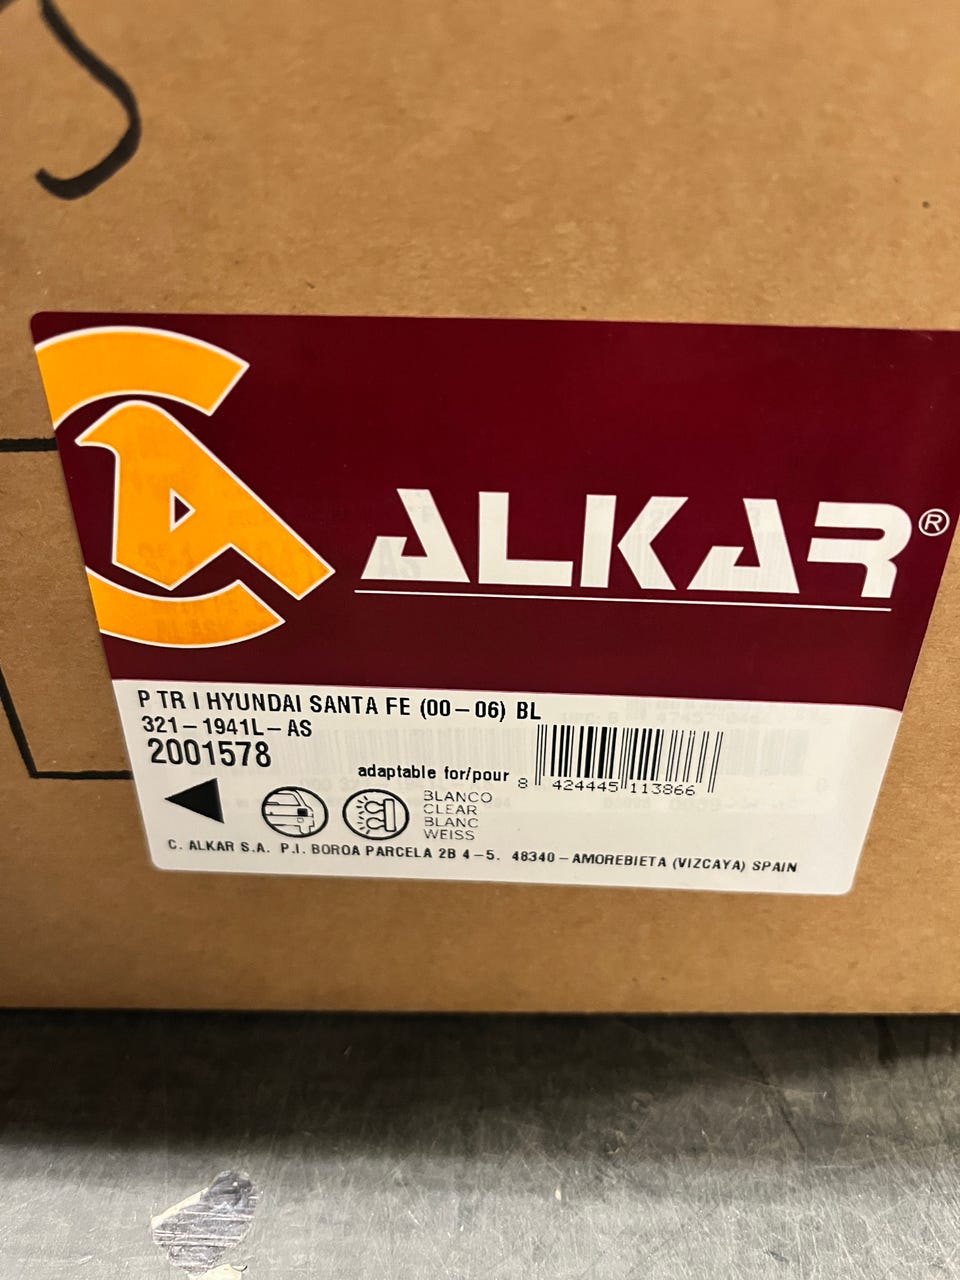 ALKAR®
P TR I HYUNDAI SANTA FE (00-06) BL
321-1941L-AS
2001578
adaptable for/pour
8 424445 113866
BLANCO
CLEAR
BLANC
WEISS
C. ALKAR S.A. P.I. BOROA PARCELA 2B 4-5. 48340-AMOREBIETA (VIZCAYA) SPAIN